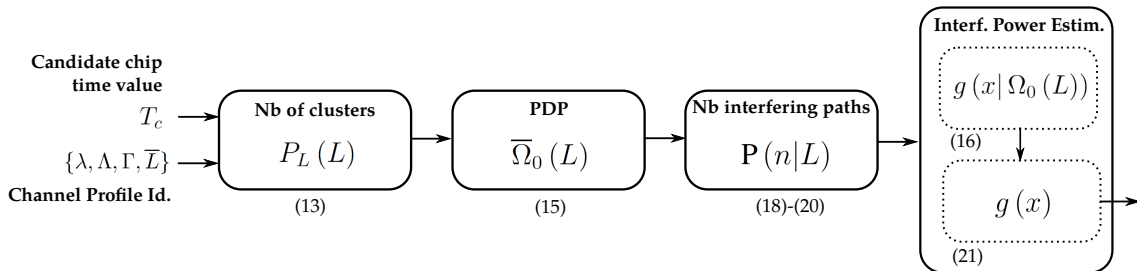 Candidate chip
time value
T_c
{λ, Λ, Γ, L̅}
Channel Profile Id.
Nb of clusters
P_L (L)
(13)
PDP
Ω̅_0 (L)
(15)
Nb interfering paths
P (n|L)
(18)-(20)
Interf. Power Estim.
g (x| Ω_0 (L))
(16)
g (x)
(21)